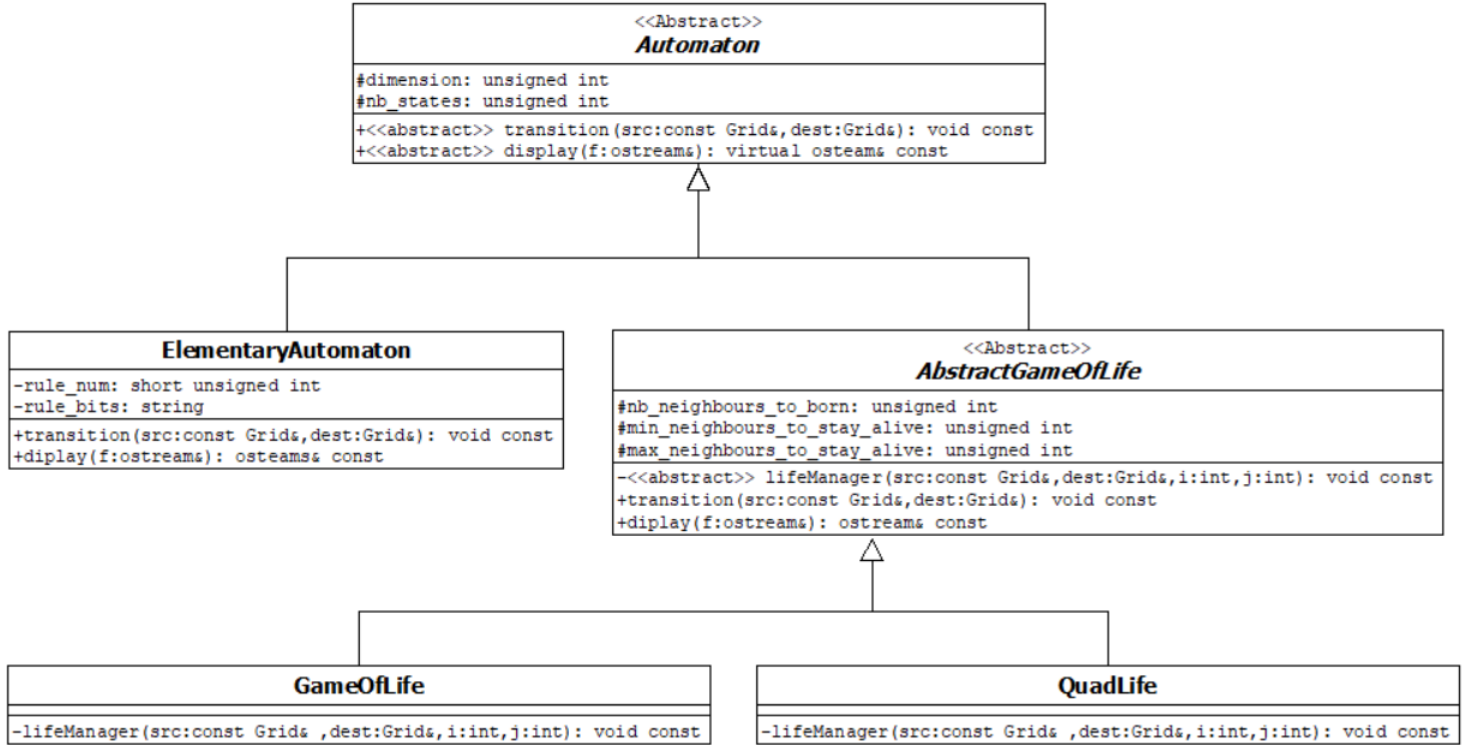 <<Abstract>>
Automaton
#dimension: unsigned int
#nb_states: unsigned int
+<<abstract>> transition(src:const Grid&,dest:Grid&): void const
+<<abstract>> display(f:ostream&): virtual osteam& const
ElementaryAutomaton
-rule_num: short unsigned int
-rule_bits: string
+transition(src:const Grid&,dest:Grid&): void const
+diplay(f:ostream&): osteams& const
<<Abstract>>
AbstractGameOfLife
#nb_neighbours_to_born: unsigned int
#min_neighbours_to_stay_alive: unsigned int
#max_neighbours_to_stay_alive: unsigned int
-<<abstract>> lifeManager(src:const Grid&,dest:Grid&,i:int,j:int): void const
+transition(src:const Grid&,dest:Grid&): void const
+diplay(f:ostream&): ostream& const
GameOfLife
-lifeManager(src:const Grid& ,dest:Grid&,i:int,j:int): void const
QuadLife
-lifeManager(src:const Grid& ,dest:Grid&,i:int,j:int): void const